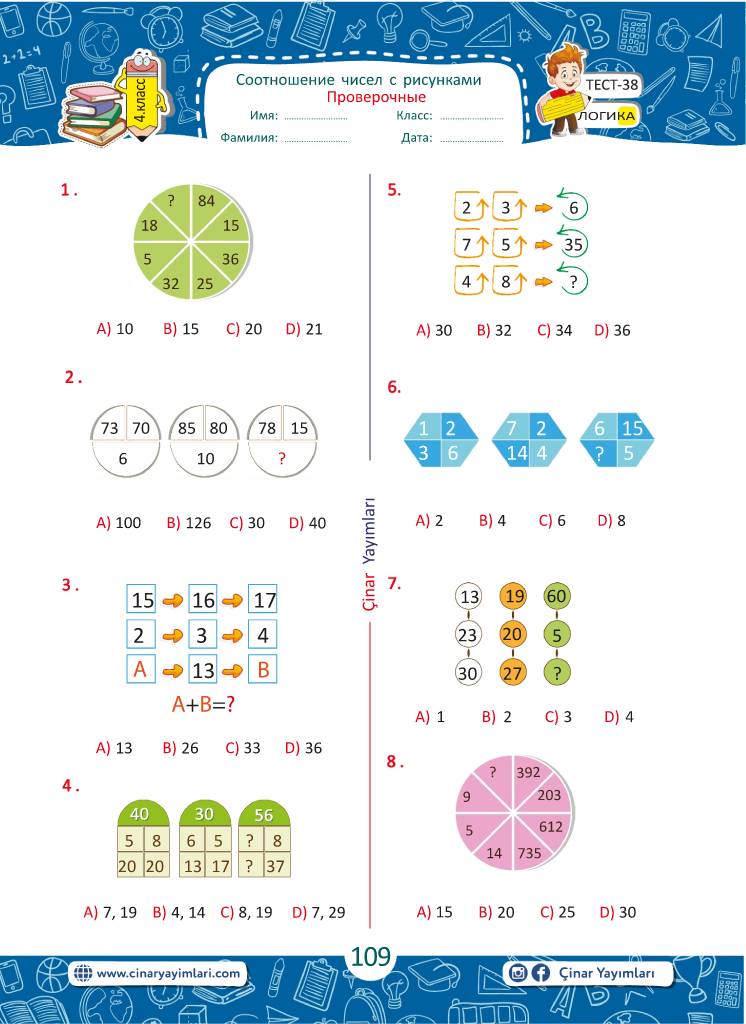 4.класс
Соотношение чисел с рисунками
Проверочные
Имя: ........................ Класс: ........................
Фамилия: ........................ Дата: ........................
ТЕСТ-38
ЛОГИКА
1 .
? 84
18 15
5 36
32 25
A) 10 B) 15 C) 20 D) 21
2 .
73 70 85 80 78 15
6 10 ?
A) 100 B) 126 C) 30 D) 40
3 .
15 16 17
2 3 4
A 13 B
A+B=?
A) 13 B) 26 C) 33 D) 36
4 .
40 30 56
5 8 6 5 ? 8
20 20 13 17 ? 37
A) 7, 19 B) 4, 14 C) 8, 19 D) 7, 29
Çinar Yayımları
5.
2 3 6
7 5 35
4 8 ?
A) 30 B) 32 C) 34 D) 36
6.
1 2 7 2 6 15
3 6 14 4 ? 5
A) 2 B) 4 C) 6 D) 8
7.
13 19 60
23 20 5
30 27 ?
A) 1 B) 2 C) 3 D) 4
8 .
? 392
9 203
5 612
14 735
A) 15 B) 20 C) 25 D) 30
109
www.cinaryayimlari.com
Çinar Yayımları